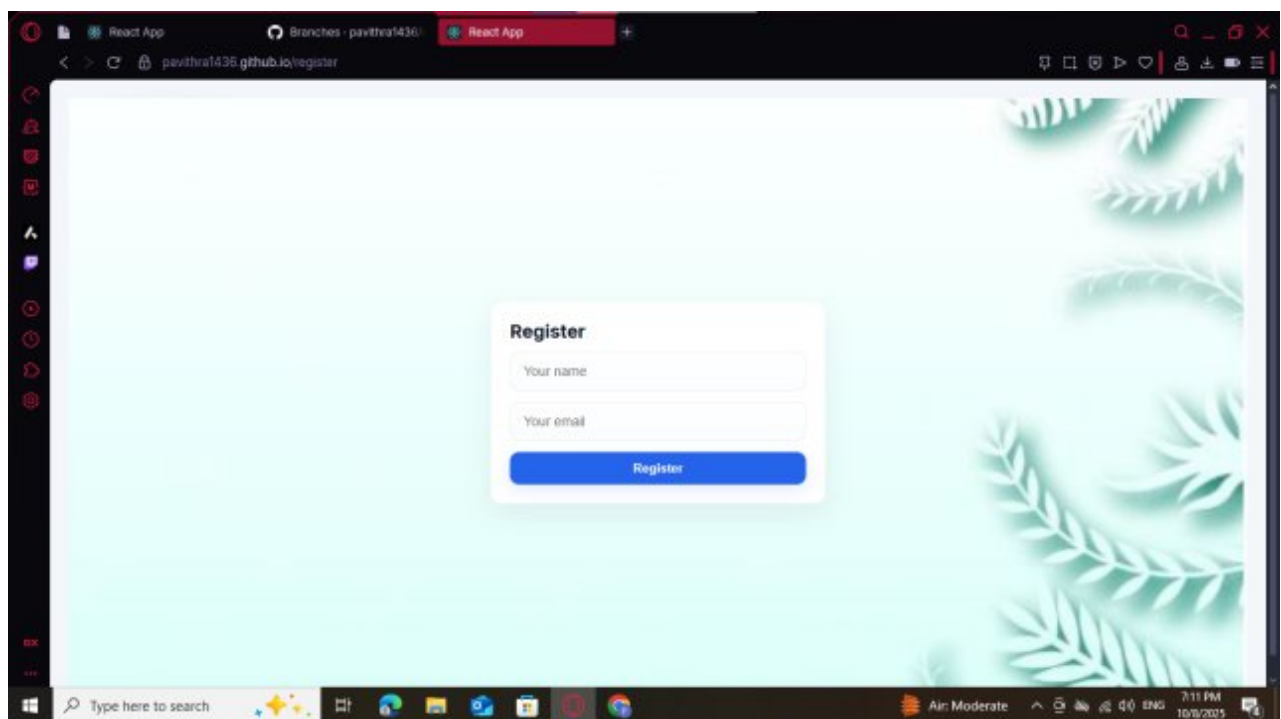 React App
Branches · pavithra1436/
React App
pavithra1436.github.io/register
Register
Your name
Your email
Register
Type here to search
Air: Moderate
ENG
7:11 PM
10/8/2025